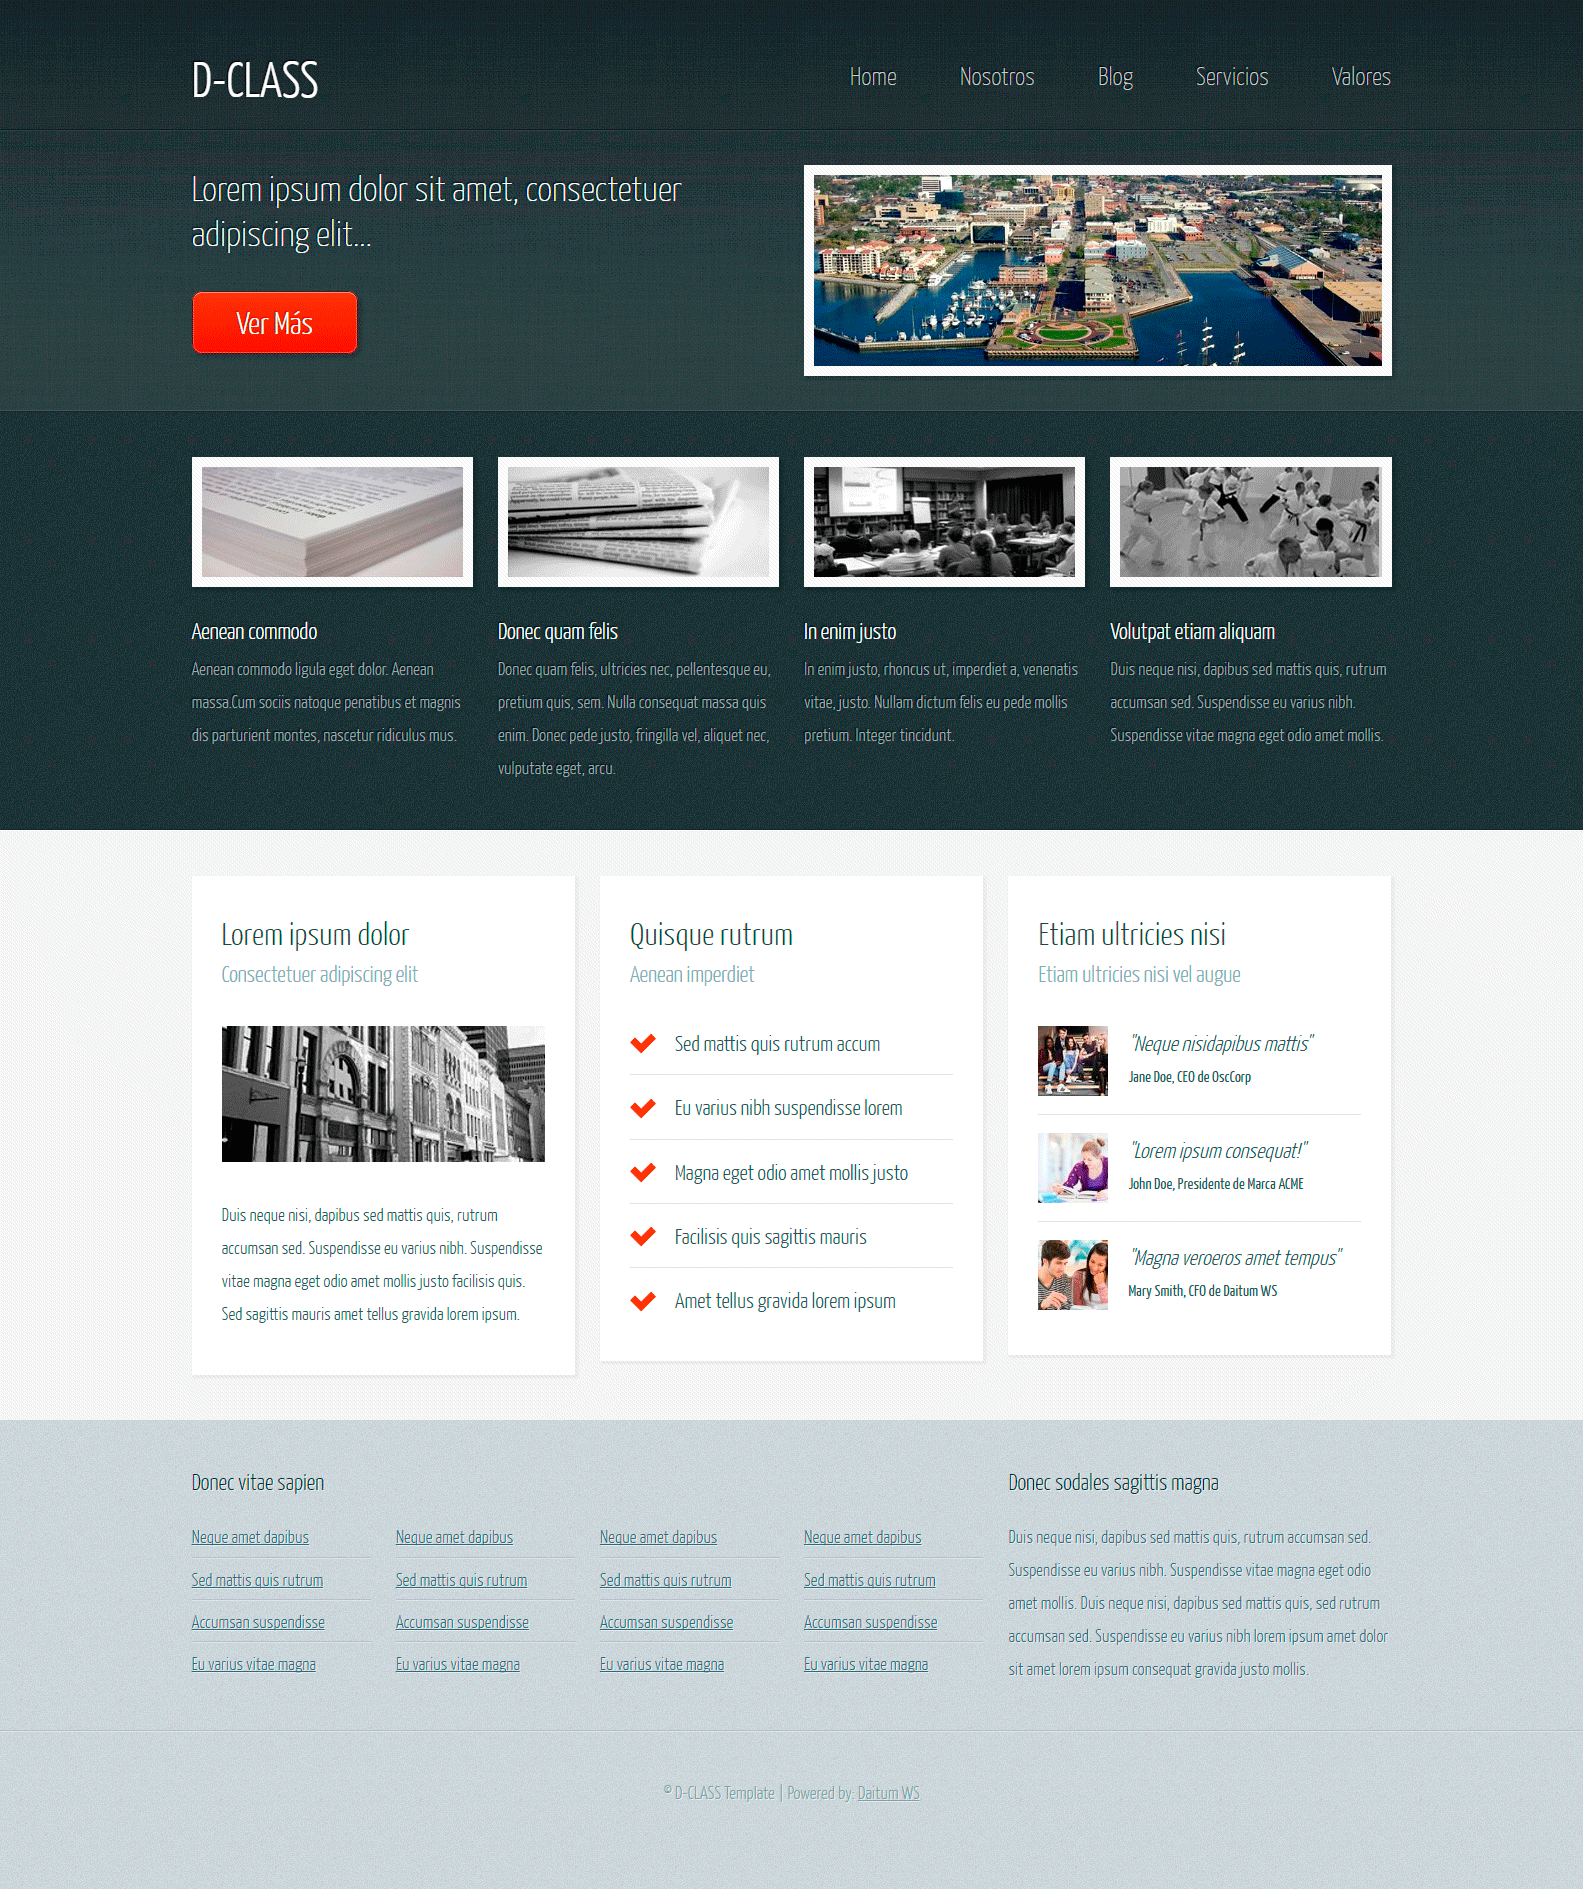 D-CLASS
Home Nosotros Blog Servicios Valores
Lorem ipsum dolor sit amet, consectetuer
adipiscing elit...
Ver Más
Aenean commodo
Aenean commodo ligula eget dolor. Aenean
massa.Cum sociis natoque penatibus et magnis
dis parturient montes, nascetur ridiculus mus.
Donec quam felis
Donec quam felis, ultricies nec, pellentesque eu,
pretium quis, sem. Nulla consequat massa quis
enim. Donec pede justo, fringilla vel, aliquet nec,
vulputate eget, arcu.
In enim justo
In enim justo, rhoncus ut, imperdiet a, venenatis
vitae, justo. Nullam dictum felis eu pede mollis
pretium. Integer tincidunt.
Volutpat etiam aliquam
Duis neque nisi, dapibus sed mattis quis, rutrum
accumsan sed. Suspendisse eu varius nibh.
Suspendisse vitae magna eget odio amet mollis.
Lorem ipsum dolor
Consectetuer adipiscing elit
Duis neque nisi, dapibus sed mattis quis, rutrum
accumsan sed. Suspendisse eu varius nibh. Suspendisse
vitae magna eget odio amet mollis justo facilisis quis.
Sed sagittis mauris amet tellus gravida lorem ipsum.
Quisque rutrum
Aenean imperdiet
Sed mattis quis rutrum accum
Eu varius nibh suspendisse lorem
Magna eget odio amet mollis justo
Facilisis quis sagittis mauris
Amet tellus gravida lorem ipsum
Etiam ultricies nisi
Etiam ultricies nisi vel augue
"Neque nisidapibus mattis"
Jane Doe, CEO de OscCorp
"Lorem ipsum consequat!"
John Doe, Presidente de Marca ACME
"Magna veroeros amet tempus"
Mary Smith, CFO de Daitum WS
Donec vitae sapien
Neque amet dapibus
Sed mattis quis rutrum
Accumsan suspendisse
Eu varius vitae magna
Neque amet dapibus
Sed mattis quis rutrum
Accumsan suspendisse
Eu varius vitae magna
Neque amet dapibus
Sed mattis quis rutrum
Accumsan suspendisse
Eu varius vitae magna
Neque amet dapibus
Sed mattis quis rutrum
Accumsan suspendisse
Eu varius vitae magna
Donec sodales sagittis magna
Duis neque nisi, dapibus sed mattis quis, rutrum accumsan sed.
Suspendisse eu varius nibh. Suspendisse vitae magna eget odio
amet mollis. Duis neque nisi, dapibus sed mattis quis, sed rutrum
accumsan sed. Suspendisse eu varius nibh lorem ipsum amet dolor
sit amet lorem ipsum consequat gravida justo mollis.
© D-CLASS Template | Powered by: Daitum WS